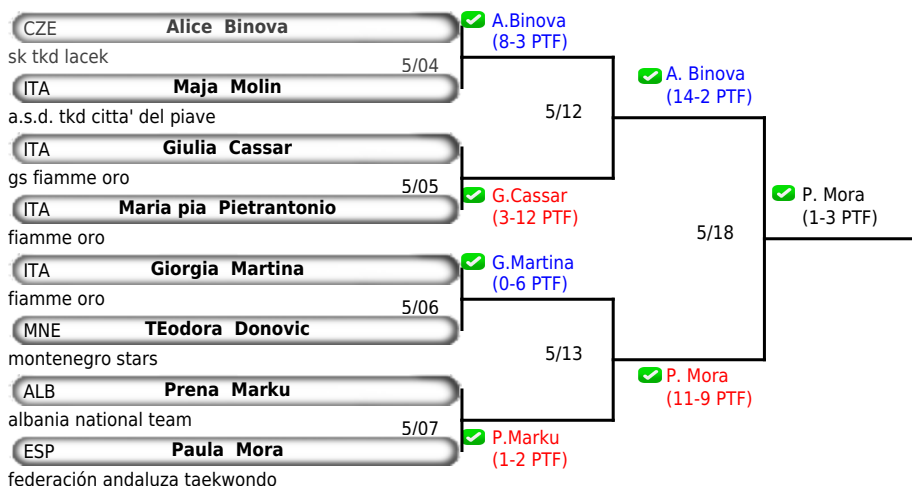 CZE Alice Binova
sk tkd lacek
5/04
ITA Maja Molin
a.s.d. tkd citta' del piave
A.Binova
(8-3 PTF)
5/12
ITA Giulia Cassar
gs fiamme oro
5/05
ITA Maria pia Pietrantonio
fiamme oro
G.Cassar
(3-12 PTF)
A. Binova
(14-2 PTF)
5/18
P. Mora
(1-3 PTF)
ITA Giorgia Martina
fiamme oro
5/06
MNE TEodora Donovic
montenegro stars
G.Martina
(0-6 PTF)
5/13
ALB Prena Marku
albania national team
5/07
ESP Paula Mora
federación andaluza taekwondo
P.Marku
(1-2 PTF)
P. Mora
(11-9 PTF)